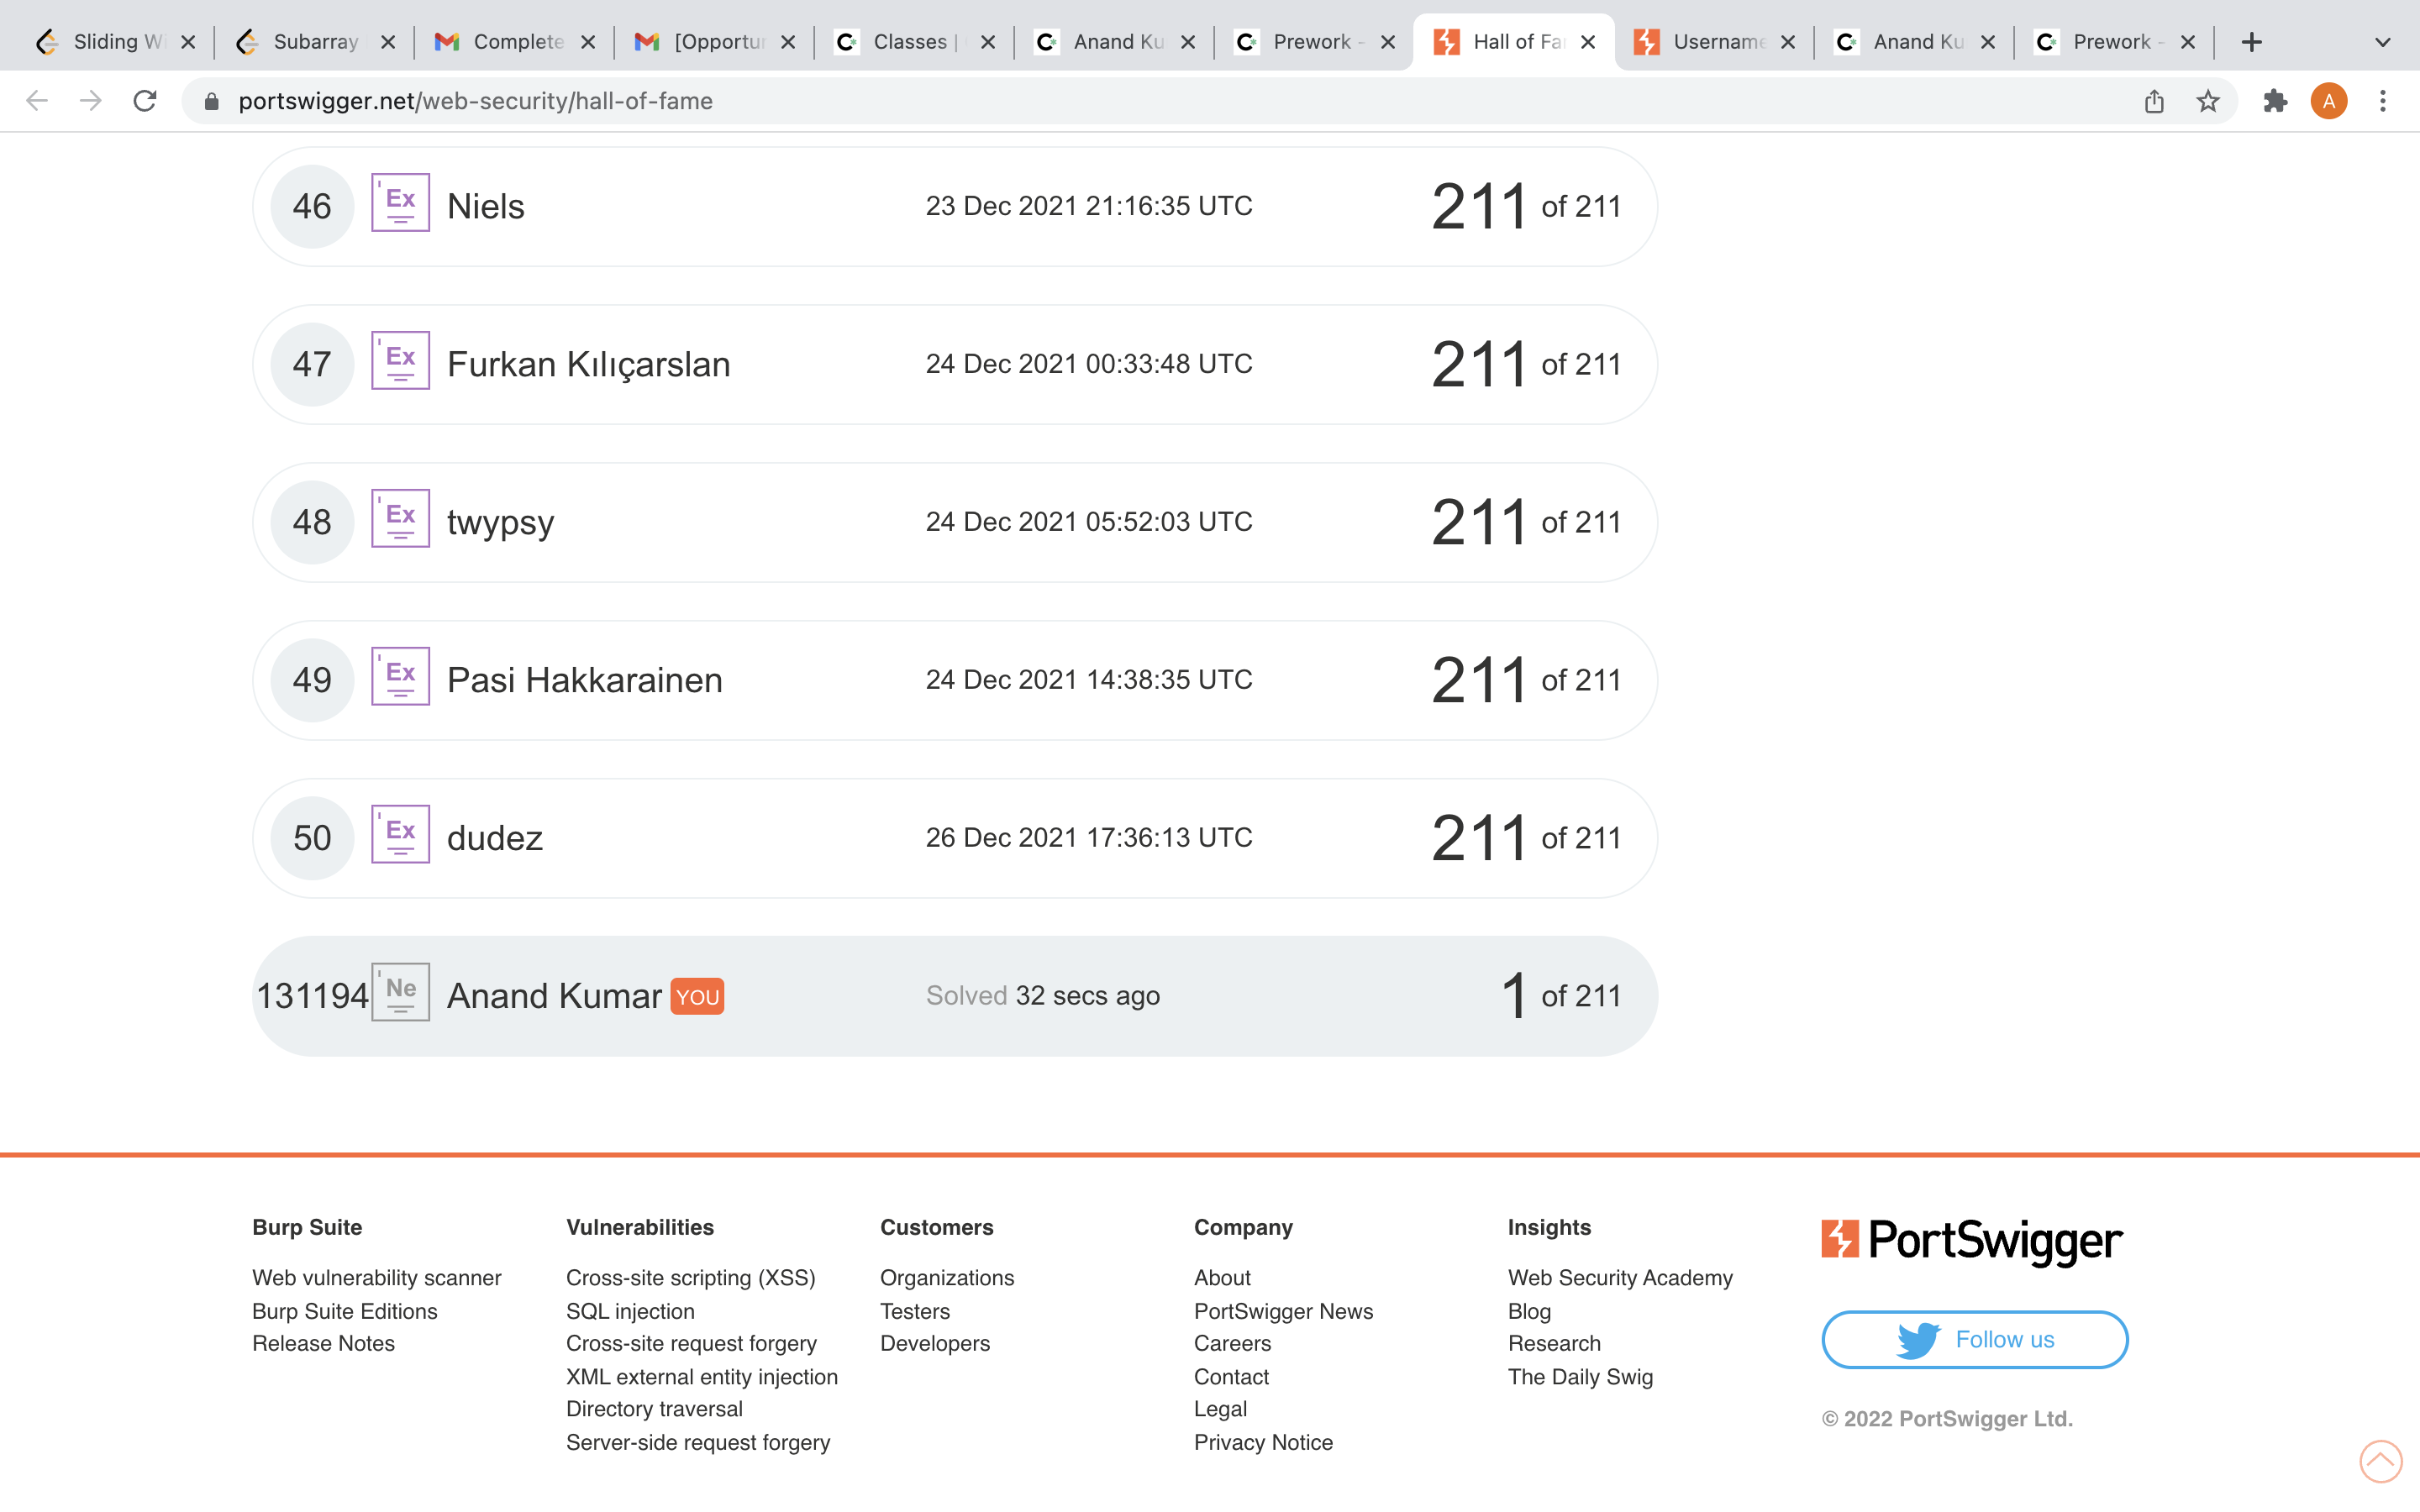 Sliding W
Subarray
Complete
[Opportu
Classes |
Anand Ku
Prework -
Hall of Fa
Username
Anand Ku
Prework -
portswigger.net/web-security/hall-of-fame
A
46 Ex Niels 23 Dec 2021 21:16:35 UTC 211 of 211
47 Ex Furkan Kılıçarslan 24 Dec 2021 00:33:48 UTC 211 of 211
48 Ex twypsy 24 Dec 2021 05:52:03 UTC 211 of 211
49 Ex Pasi Hakkarainen 24 Dec 2021 14:38:35 UTC 211 of 211
50 Ex dudez 26 Dec 2021 17:36:13 UTC 211 of 211
131194 Ne Anand Kumar YOU Solved 32 secs ago 1 of 211
Burp Suite
Web vulnerability scanner
Burp Suite Editions
Release Notes
Vulnerabilities
Cross-site scripting (XSS)
SQL injection
Cross-site request forgery
XML external entity injection
Directory traversal
Server-side request forgery
Customers
Organizations
Testers
Developers
Company
About
PortSwigger News
Careers
Contact
Legal
Privacy Notice
Insights
Web Security Academy
Blog
Research
The Daily Swig
PortSwigger
Follow us
© 2022 PortSwigger Ltd.